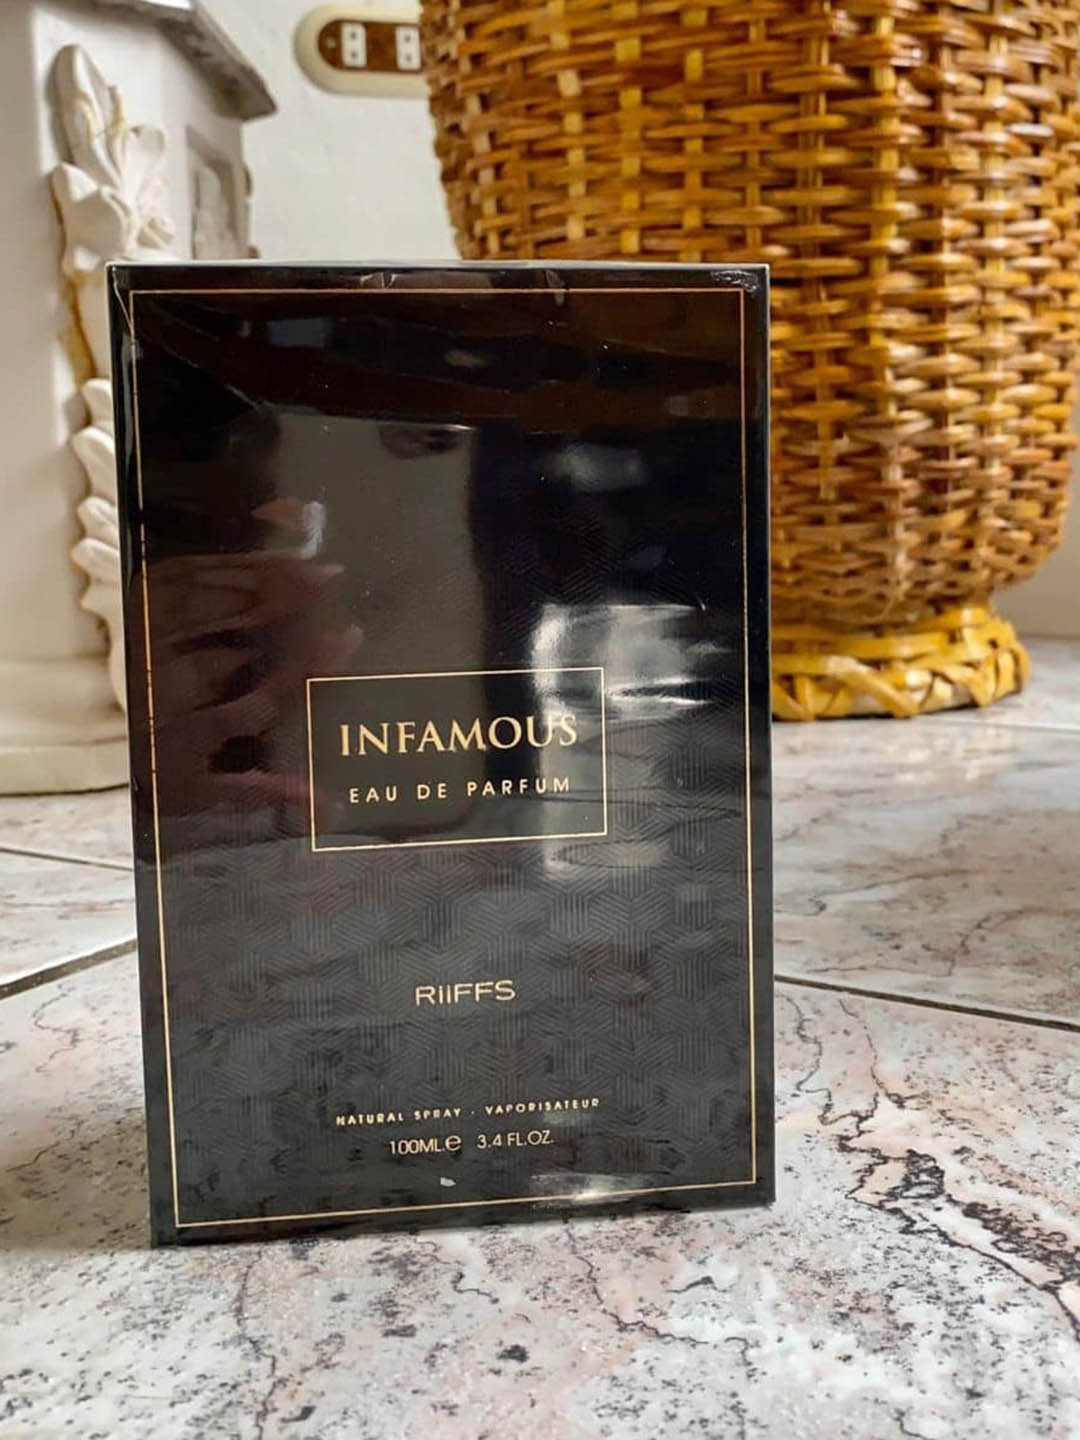 INFAMOUS
EAU DE PARFUM
RiiFFS
NATURAL SPRAY · VAPORISATEUR
100ML.℮ 3.4 FL.OZ.